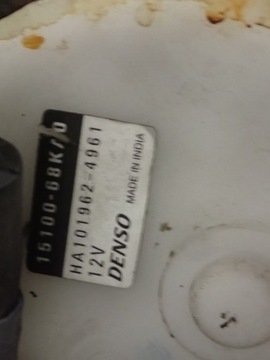 15100-68K/0
HA101962-4961
12V
DENSO MADE IN INDIA